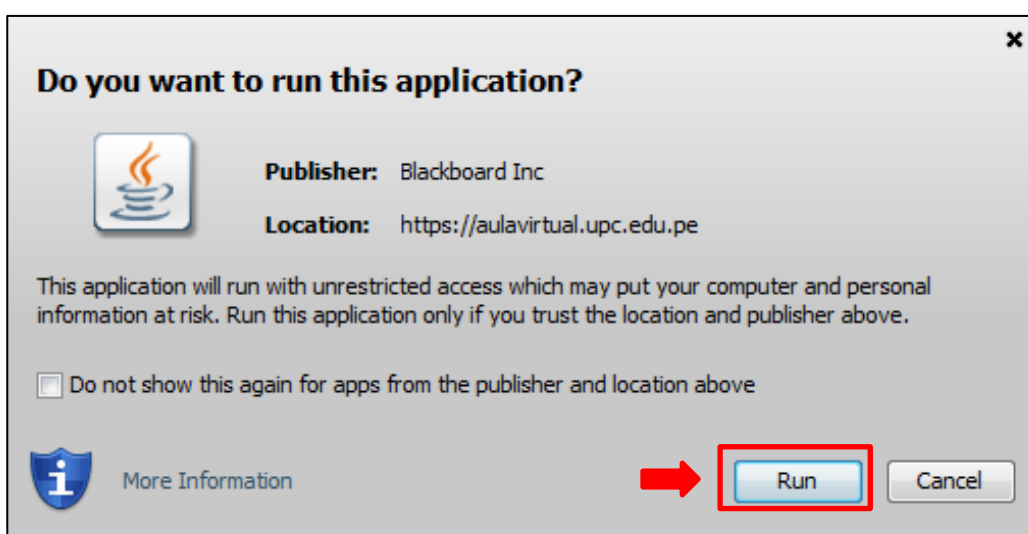 Do you want to run this application?
Publisher: Blackboard Inc
Location: https://aulavirtual.upc.edu.pe
This application will run with unrestricted access which may put your computer and personal
information at risk. Run this application only if you trust the location and publisher above.
Do not show this again for apps from the publisher and location above
More Information
Run
Cancel